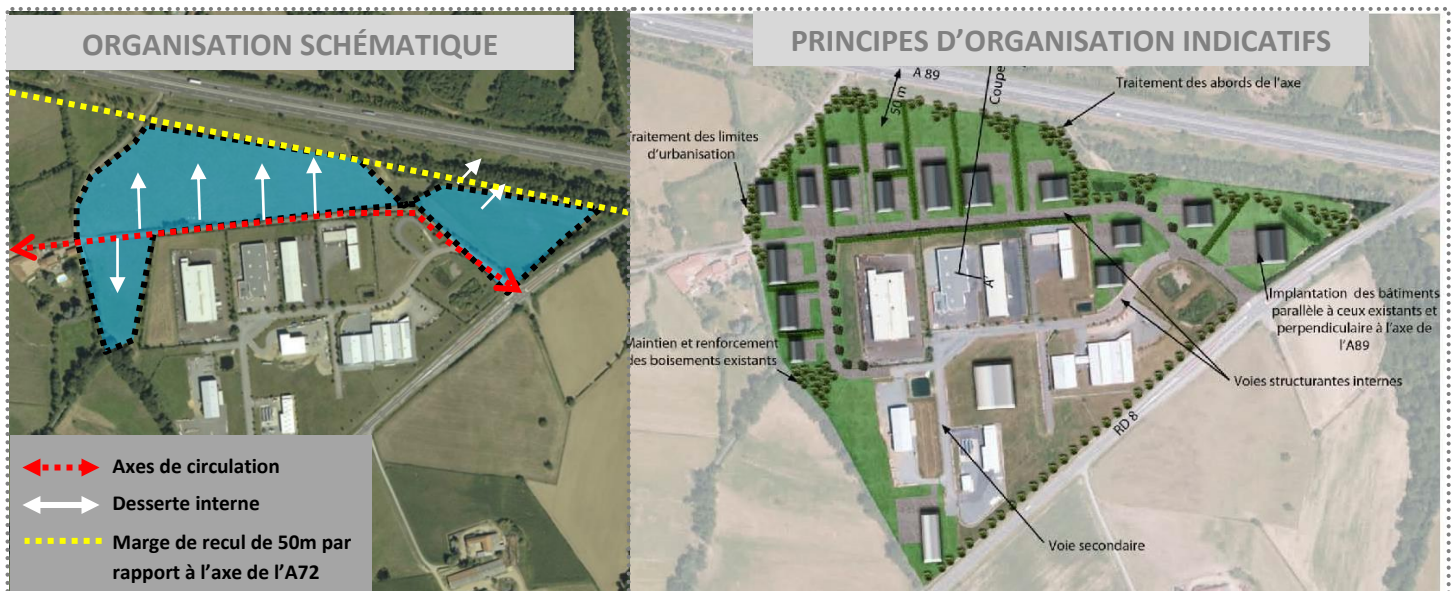 ORGANISATION SCHÉMATIQUE
Axes de circulation
Desserte interne
Marge de recul de 50m par
rapport à l'axe de l'A72
PRINCIPES D'ORGANISATION INDICATIFS
A 89
50 m
Coupe
Traitement des abords de l'axe
Traitement des limites
d'urbanisation
A'
Implantation des bâtiments
parallèle à ceux existants et
perpendiculaire à l'axe de
l'A89
Maintien et renforcement
des boisements existants
Voies structurantes internes
RD 8
Voie secondaire